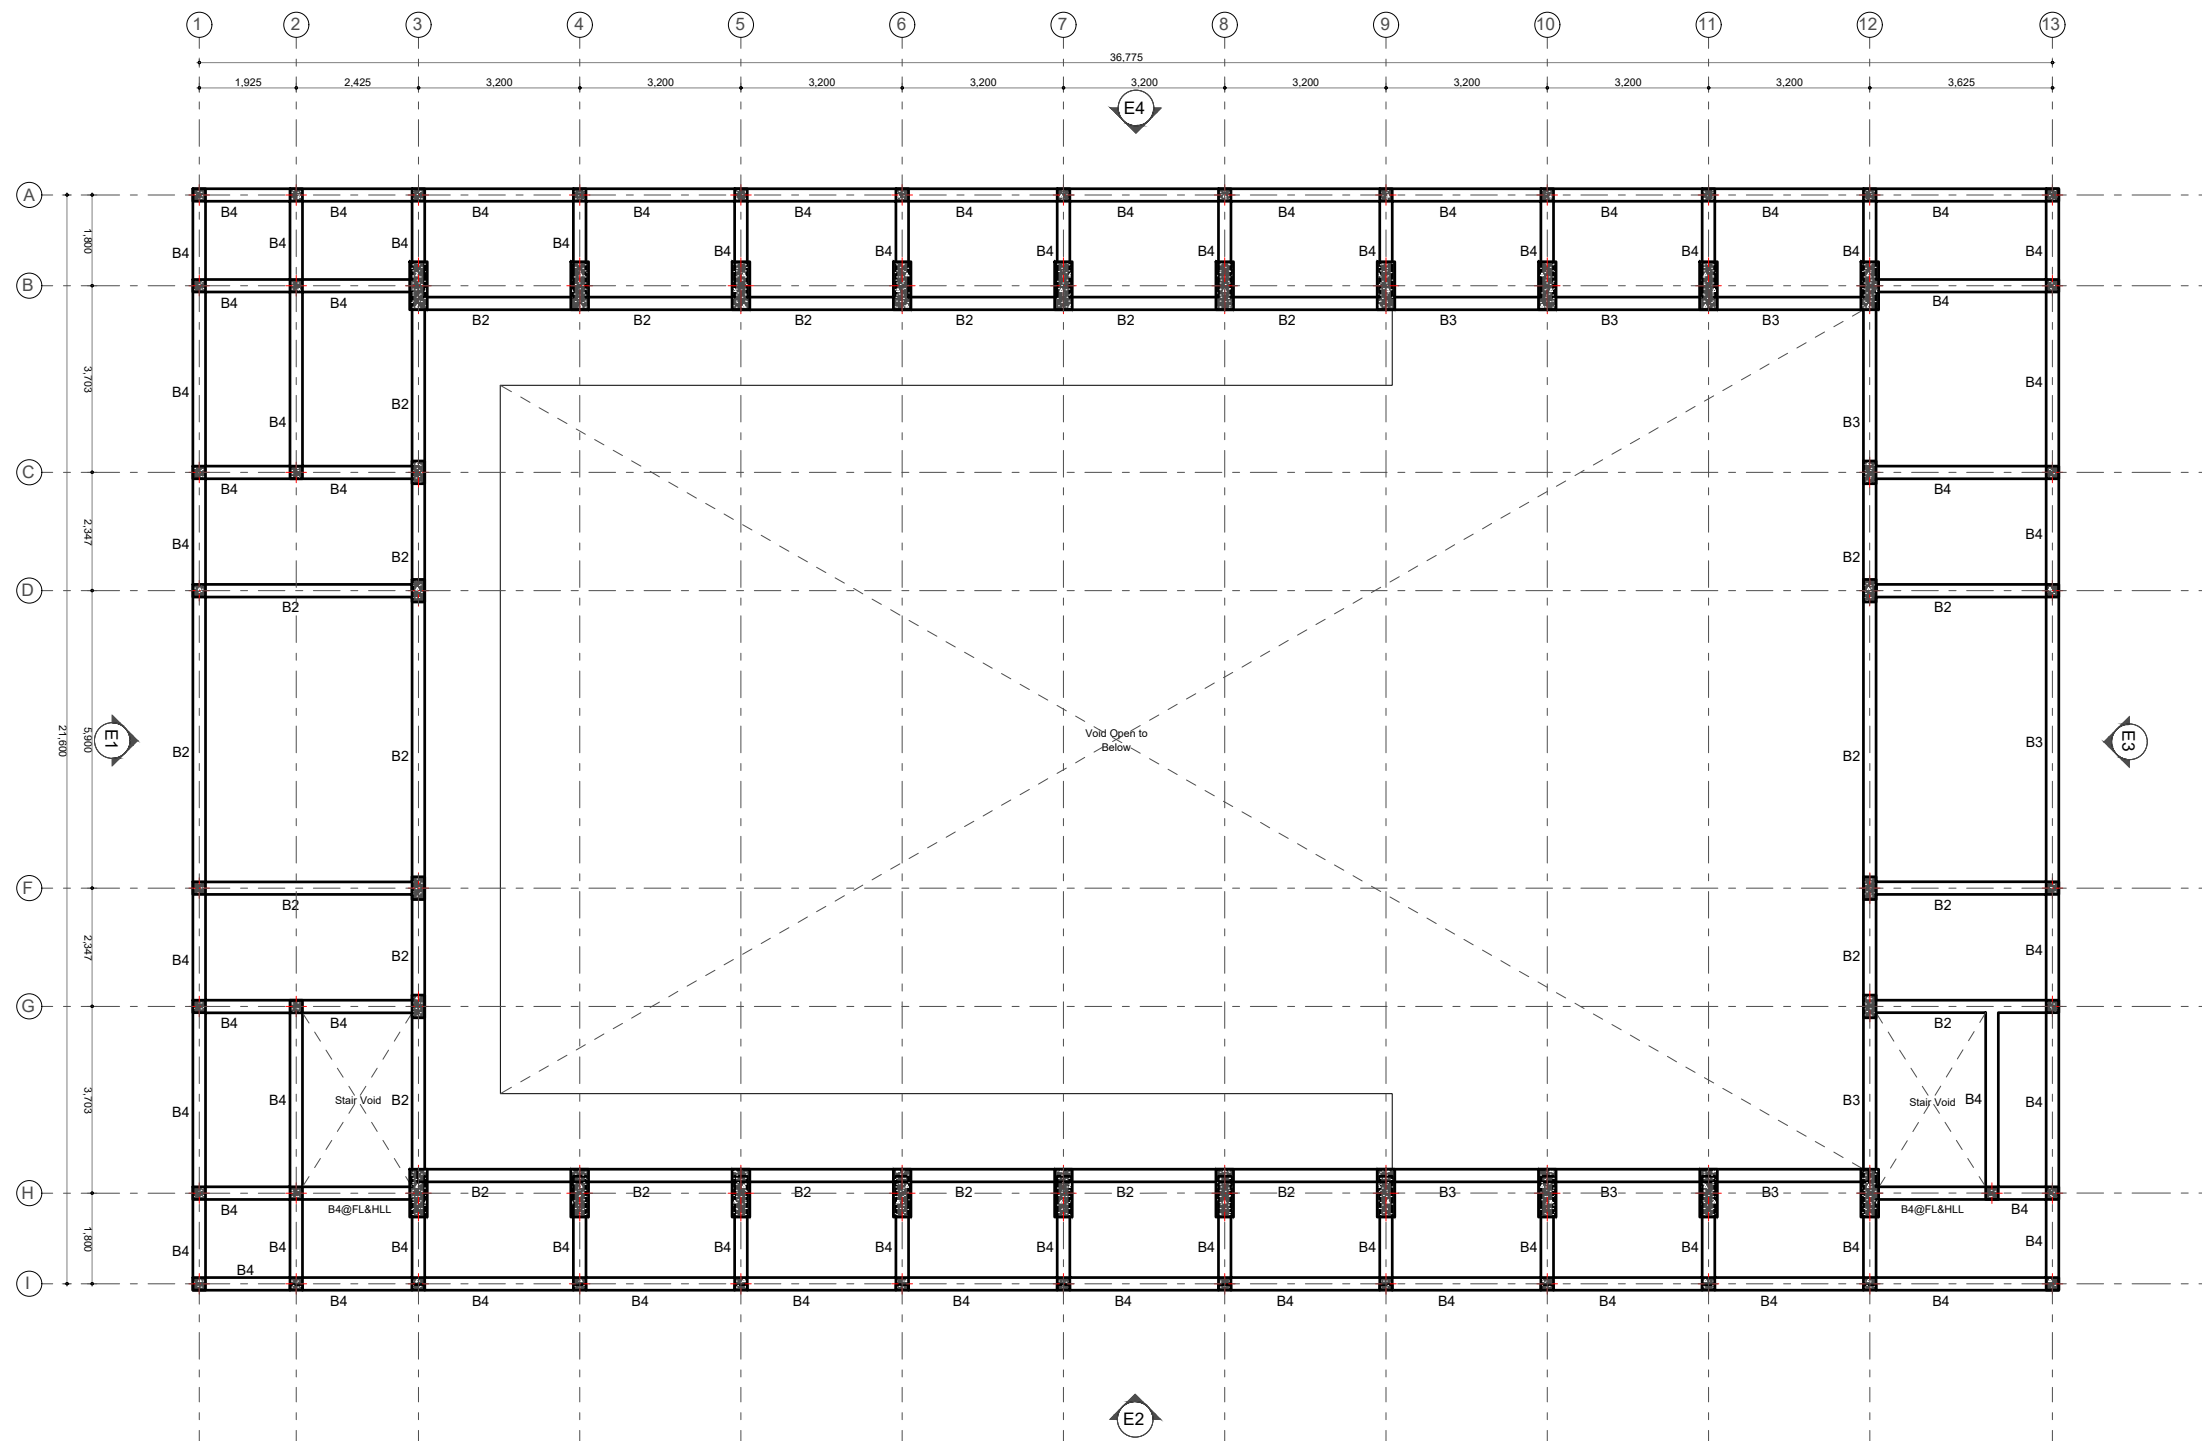 1 2 3 4 5 6 7 8 9 10 11 12 13
36,775
1,925 2,425 3,200 3,200 3,200 3,200 3,200 3,200 3,200 3,200 3,200 3,625
E4
A
B4 B4 B4 B4 B4 B4 B4 B4 B4 B4 B4 B4
1,800
B4 B4 B4 B4 B4 B4 B4 B4 B4 B4 B4 B4 B4
B
B4 B4 B4
B2 B2 B2 B2 B2 B2 B3 B3 B3
3,703
B4 B4 B2 B3 B4
C
B4 B4 B4
2,347
B4 B2 B2 B4
D
B2 B2
21,600
5,900
E1
B2 B2 B2 B3
Void Open to
Below
E3
F
B2 B2
2,347
B4 B2 B2 B4
G
B4 B4 B2
3,703
B4 B4 Stair Void B2 B3 Stair Void B4 B4
H
B2 B2 B2 B2 B2 B2 B3 B3 B3
B4 B4@FL&HLL B4@FL&HLL B4
1,800
B4 B4 B4 B4 B4 B4 B4 B4 B4 B4 B4 B4 B4
B4
I
B4 B4 B4 B4 B4 B4 B4 B4 B4 B4 B4
E2